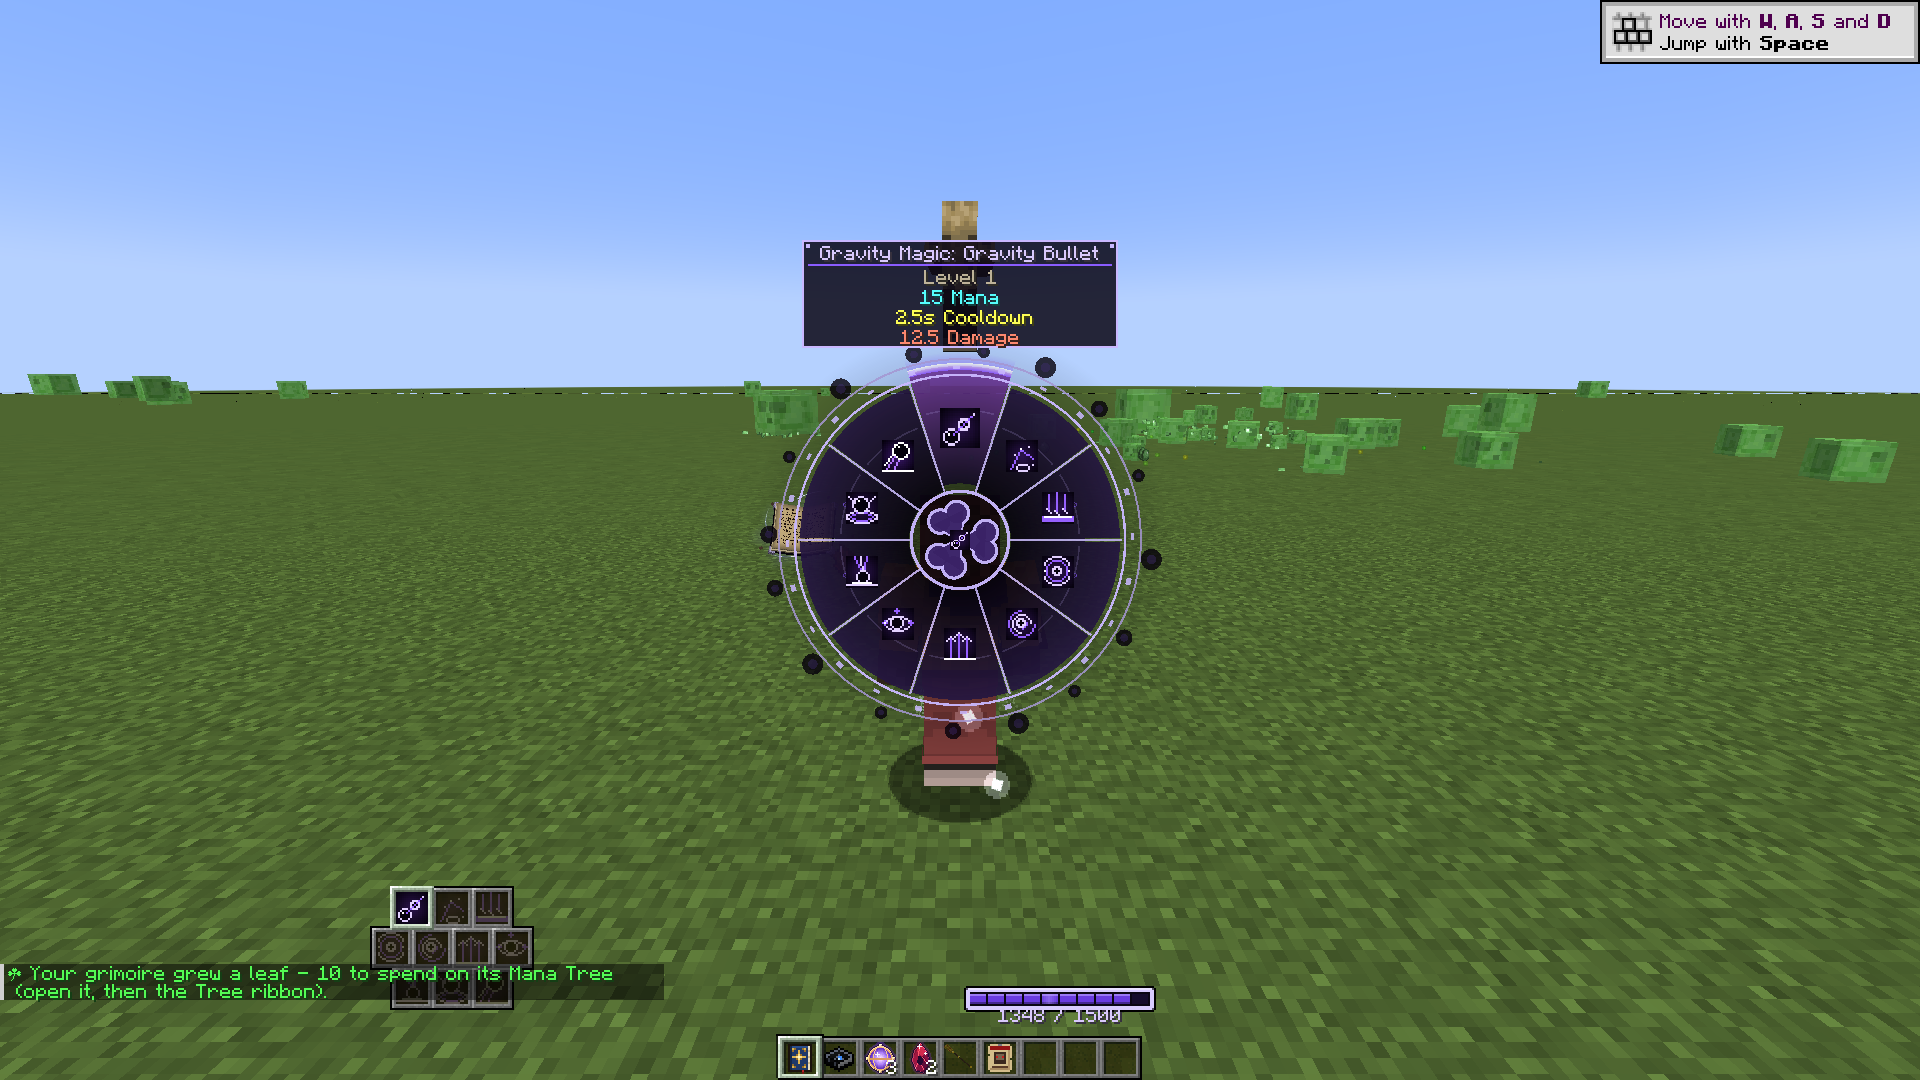 Move with W, A, S and D
Jump with Space
Gravity Magic: Gravity Bullet
Level 1
15 Mana
2.5s Cooldown
12.5 Damage
☘ Your grimoire grew a leaf - 10 to spend on its Mana Tree
(open it, then the Tree ribbon).
1348 / 1500
3
2